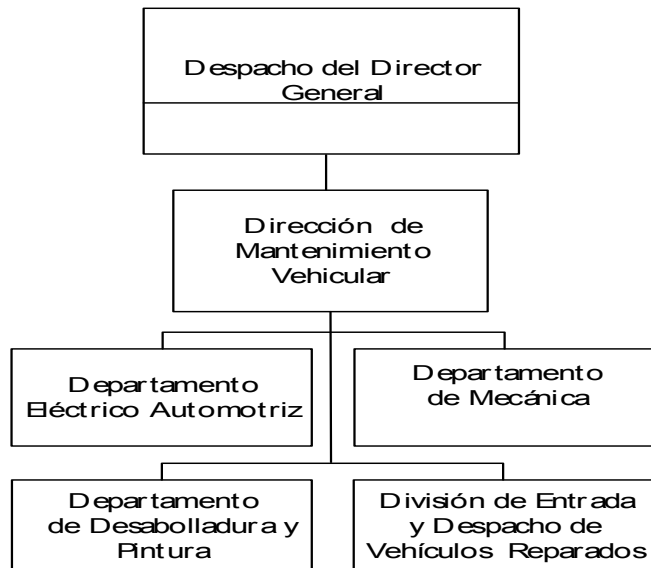 Despacho del Director
General
Dirección de
Mantenimiento
Vehicular
Departamento
Eléctrico Automotriz
Departamento
de Mecánica
Departamento
de Desabolladura y
Pintura
División de Entrada
y Despacho de
Vehículos Reparados